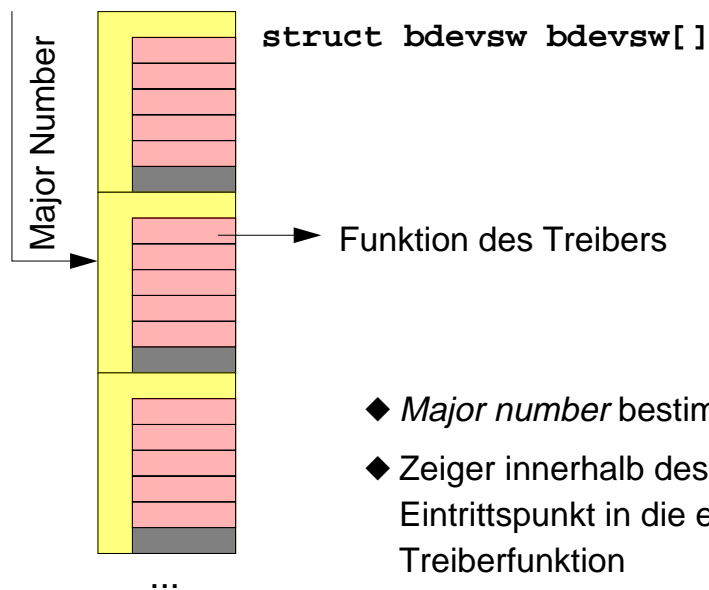 struct bdevsw bdevsw[]
Major Number
Funktion des Treibers
◆ Major number
◆ Zeiger innerhalb des
Eintrittspunkt in die
Treiberfunktion
...